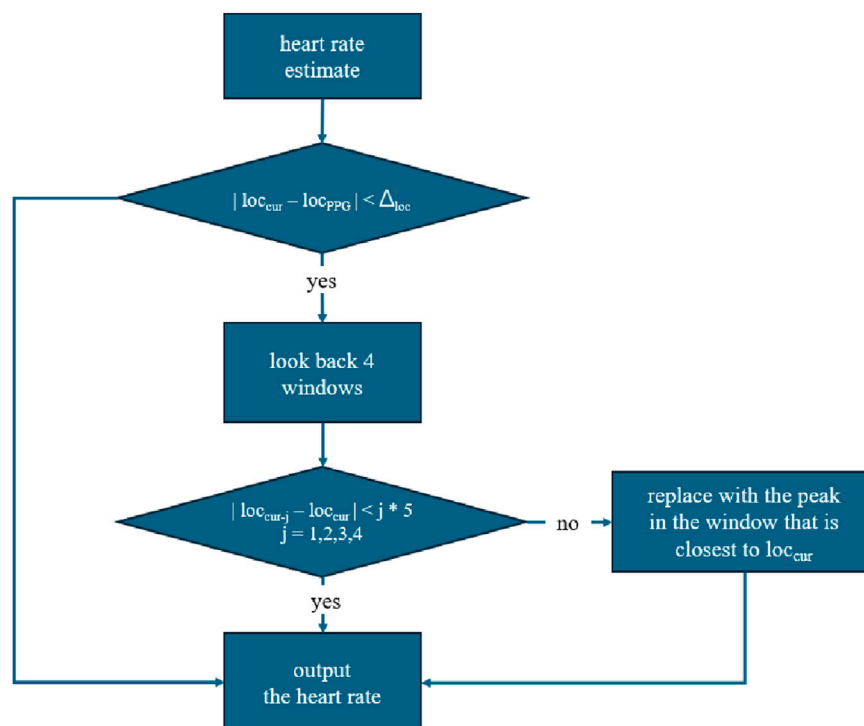 heart rate
estimate
| loc_cur – loc_PPG | < Δ_loc
yes
look back 4
windows
| loc_cur-j – loc_cur | < j * 5
j = 1,2,3,4
no
replace with the peak
in the window that is
closest to loc_cur
yes
output
the heart rate